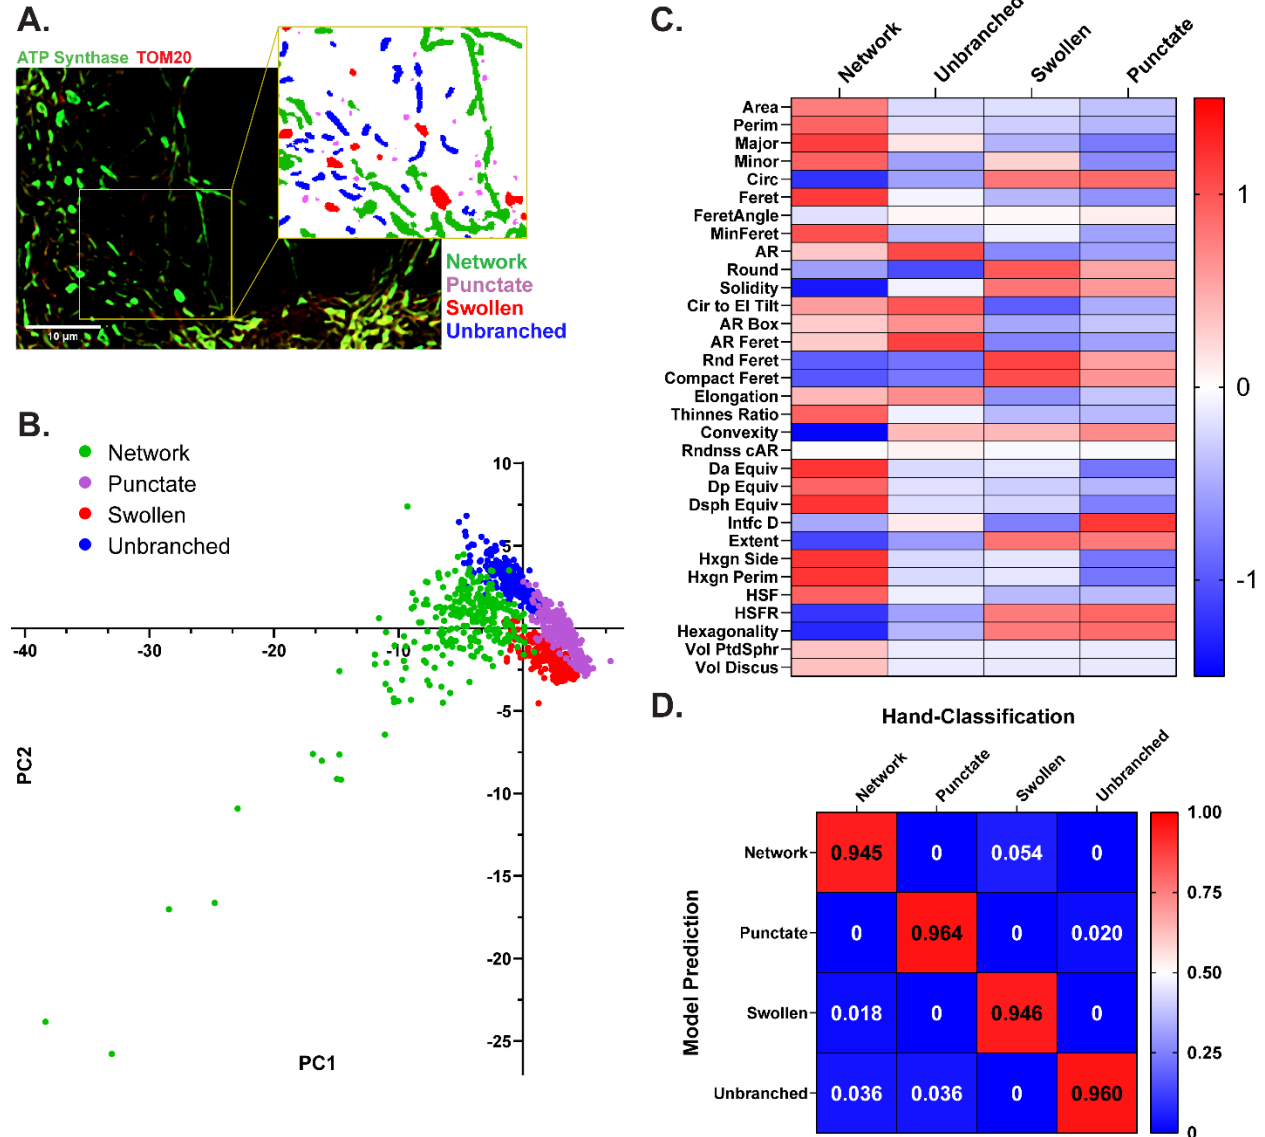 A.
ATP Synthase TOM20
10 µm
Network
Punctate
Swollen
Unbranched
B.
Network
Punctate
Swollen
Unbranched
10
5
-40
-30
-20
-10
-5
-10
-15
-20
-25
PC2
PC1
C.
Network
Unbranched
Swollen
Punctate
Area
Perim
Major
Minor
Circ
Feret
FeretAngle
MinFeret
AR
Round
Solidity
Cir to El Tilt
AR Box
AR Feret
Rnd Feret
Compact Feret
Elongation
Thinnes Ratio
Convexity
Rndnss cAR
Da Equiv
Dp Equiv
Dsph Equiv
Intfc D
Extent
Hxgn Side
Hxgn Perim
HSF
HSFR
Hexagonality
Vol PtdSphr
Vol Discus
1
0
-1
D.
Hand-Classification
Network
Punctate
Swollen
Unbranched
Model Prediction
Network 0.945 0 0.054 0
Punctate 0 0.964 0 0.020
Swollen 0.018 0 0.946 0
Unbranched 0.036 0.036 0 0.960
1.00
0.75
0.50
0.25
0